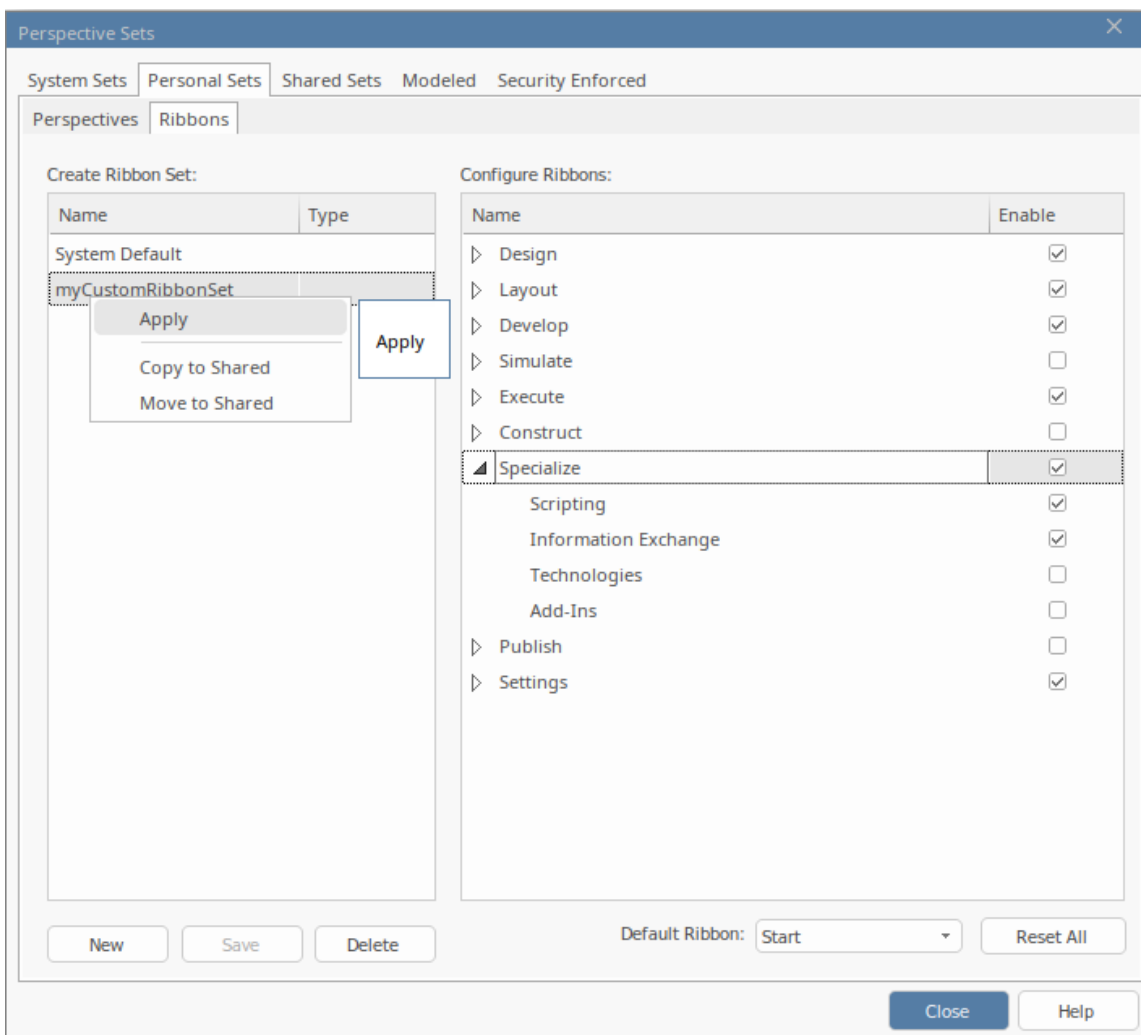 Perspective Sets
System Sets Personal Sets Shared Sets Modeled Security Enforced
Perspectives Ribbons
Create Ribbon Set:
Name Type
System Default
myCustomRibbonSet
Apply
Copy to Shared
Move to Shared
Apply
New Save Delete
Configure Ribbons:
Name Enable
Design
Layout
Develop
Simulate
Execute
Construct
Specialize
Scripting
Information Exchange
Technologies
Add-Ins
Publish
Settings
Default Ribbon: Start Reset All
Close Help